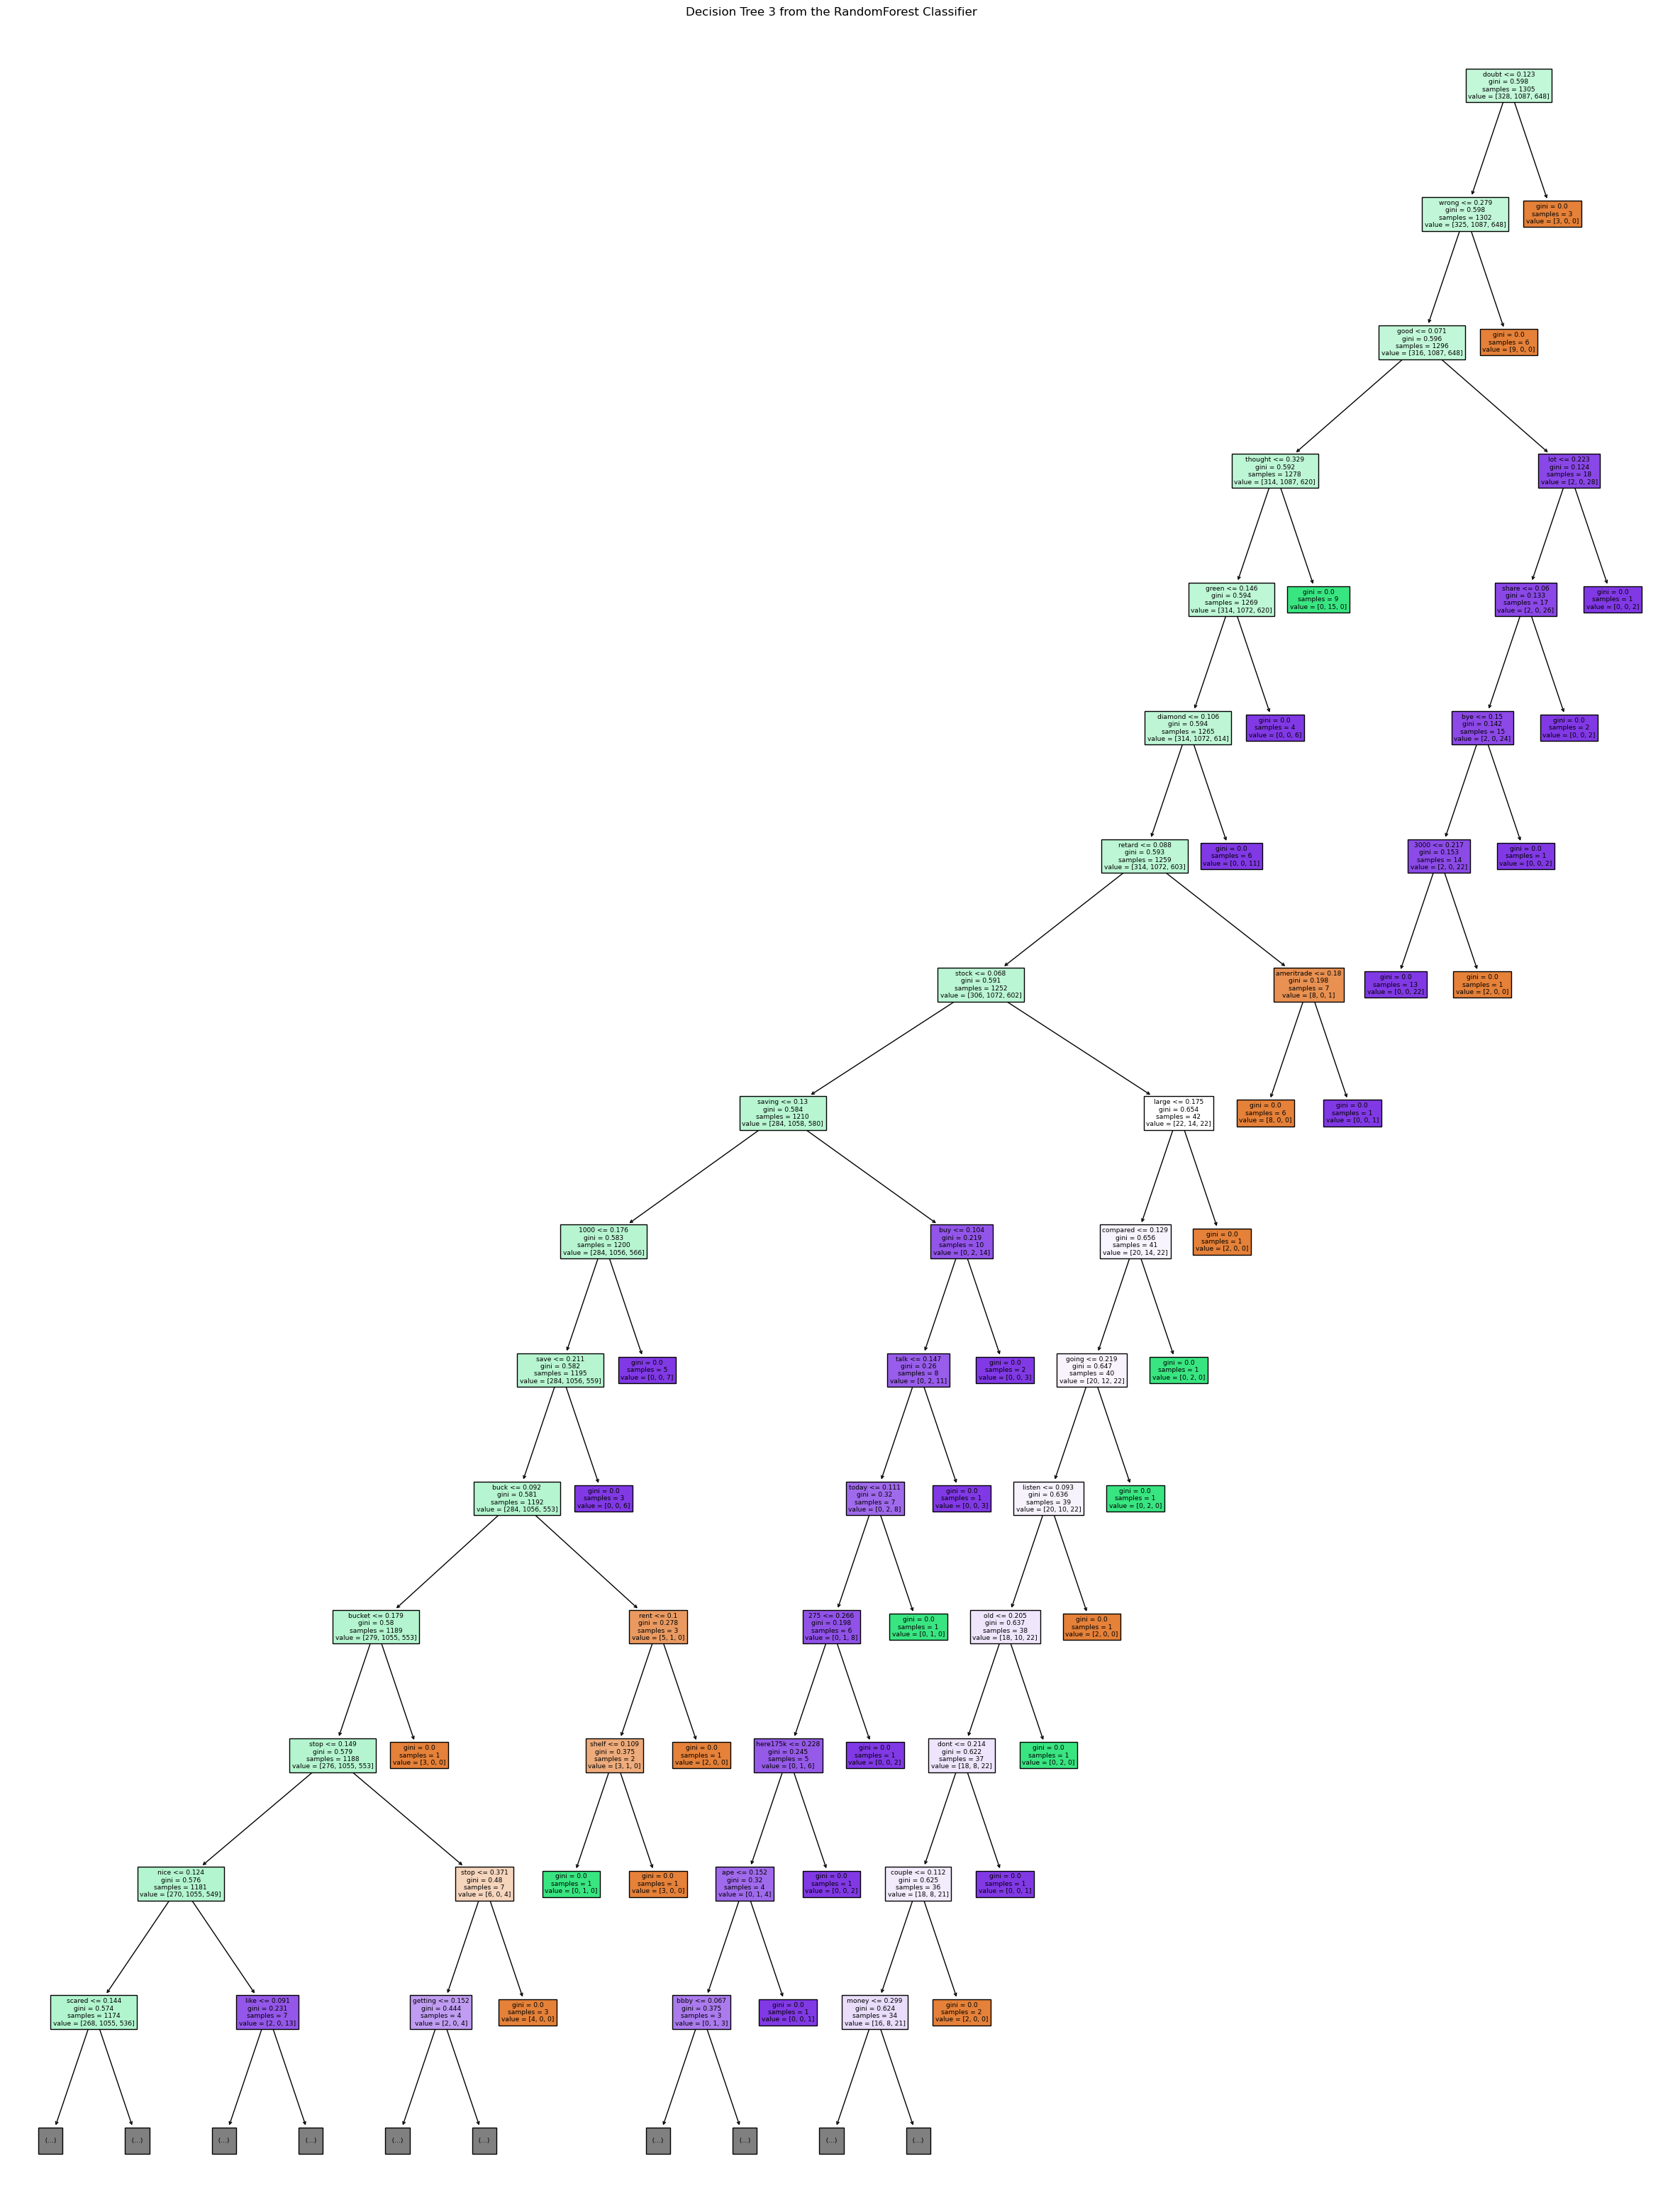 Decision Tree 3 from the RandomForest Classifier
doubt <= 0.123
gini = 0.598
samples = 1305
value = [328, 1087, 648]
wrong <= 0.279
gini = 0.598
samples = 1302
value = [325, 1087, 648]
gini = 0.0
samples = 3
value = [3, 0, 0]
good <= 0.071
gini = 0.596
samples = 1296
value = [316, 1087, 648]
gini = 0.0
samples = 6
value = [9, 0, 0]
thought <= 0.329
gini = 0.592
samples = 1278
value = [314, 1087, 620]
lot <= 0.223
gini = 0.124
samples = 18
value = [2, 0, 28]
green <= 0.146
gini = 0.594
samples = 1269
value = [314, 1072, 620]
gini = 0.0
samples = 9
value = [0, 15, 0]
share <= 0.06
gini = 0.133
samples = 17
value = [2, 0, 26]
gini = 0.0
samples = 1
value = [0, 0, 2]
diamond <= 0.106
gini = 0.594
samples = 1265
value = [314, 1072, 614]
gini = 0.0
samples = 4
value = [0, 0, 6]
bye <= 0.15
gini = 0.142
samples = 15
value = [2, 0, 24]
gini = 0.0
samples = 2
value = [0, 0, 2]
retard <= 0.088
gini = 0.593
samples = 1259
value = [314, 1072, 603]
gini = 0.0
samples = 6
value = [0, 0, 11]
3000 <= 0.217
gini = 0.153
samples = 14
value = [2, 0, 22]
gini = 0.0
samples = 1
value = [0, 0, 2]
stock <= 0.068
gini = 0.591
samples = 1252
value = [306, 1072, 602]
ameritrade <= 0.18
gini = 0.198
samples = 7
value = [8, 0, 1]
gini = 0.0
samples = 13
value = [0, 0, 22]
gini = 0.0
samples = 1
value = [2, 0, 0]
saving <= 0.13
gini = 0.584
samples = 1210
value = [284, 1058, 580]
large <= 0.175
gini = 0.654
samples = 42
value = [22, 14, 22]
gini = 0.0
samples = 6
value = [8, 0, 0]
gini = 0.0
samples = 1
value = [0, 0, 1]
1000 <= 0.176
gini = 0.583
samples = 1200
value = [284, 1056, 566]
buy <= 0.104
gini = 0.219
samples = 10
value = [0, 2, 14]
compared <= 0.129
gini = 0.656
samples = 41
value = [20, 14, 22]
gini = 0.0
samples = 1
value = [2, 0, 0]
save <= 0.211
gini = 0.582
samples = 1195
value = [284, 1056, 559]
gini = 0.0
samples = 5
value = [0, 0, 7]
talk <= 0.147
gini = 0.26
samples = 8
value = [0, 2, 11]
gini = 0.0
samples = 2
value = [0, 0, 3]
going <= 0.219
gini = 0.647
samples = 40
value = [20, 12, 22]
gini = 0.0
samples = 1
value = [0, 2, 0]
buck <= 0.092
gini = 0.581
samples = 1192
value = [284, 1056, 553]
gini = 0.0
samples = 3
value = [0, 0, 6]
today <= 0.111
gini = 0.32
samples = 7
value = [0, 2, 8]
gini = 0.0
samples = 1
value = [0, 0, 3]
listen <= 0.093
gini = 0.636
samples = 39
value = [20, 10, 22]
gini = 0.0
samples = 1
value = [0, 2, 0]
bucket <= 0.179
gini = 0.58
samples = 1189
value = [279, 1055, 553]
rent <= 0.1
gini = 0.278
samples = 3
value = [5, 1, 0]
275 <= 0.266
gini = 0.198
samples = 6
value = [0, 1, 8]
gini = 0.0
samples = 1
value = [0, 1, 0]
old <= 0.205
gini = 0.637
samples = 38
value = [18, 10, 22]
gini = 0.0
samples = 1
value = [2, 0, 0]
stop <= 0.149
gini = 0.579
samples = 1188
value = [276, 1055, 553]
gini = 0.0
samples = 1
value = [3, 0, 0]
shelf <= 0.109
gini = 0.375
samples = 2
value = [3, 1, 0]
gini = 0.0
samples = 1
value = [2, 0, 0]
here175k <= 0.228
gini = 0.245
samples = 5
value = [0, 1, 6]
gini = 0.0
samples = 1
value = [0, 0, 2]
dont <= 0.214
gini = 0.622
samples = 37
value = [18, 8, 22]
gini = 0.0
samples = 1
value = [0, 2, 0]
nice <= 0.124
gini = 0.576
samples = 1181
value = [270, 1055, 549]
stop <= 0.371
gini = 0.48
samples = 7
value = [6, 0, 4]
gini = 0.0
samples = 1
value = [0, 1, 0]
gini = 0.0
samples = 1
value = [3, 0, 0]
ape <= 0.152
gini = 0.32
samples = 4
value = [0, 1, 4]
gini = 0.0
samples = 1
value = [0, 0, 2]
couple <= 0.112
gini = 0.625
samples = 36
value = [18, 8, 21]
gini = 0.0
samples = 1
value = [0, 0, 1]
scared <= 0.144
gini = 0.574
samples = 1174
value = [268, 1055, 536]
like <= 0.091
gini = 0.231
samples = 7
value = [2, 0, 13]
getting <= 0.152
gini = 0.444
samples = 4
value = [2, 0, 4]
gini = 0.0
samples = 3
value = [4, 0, 0]
bbby <= 0.067
gini = 0.375
samples = 3
value = [0, 1, 3]
gini = 0.0
samples = 1
value = [0, 0, 1]
money <= 0.299
gini = 0.624
samples = 34
value = [16, 8, 21]
gini = 0.0
samples = 2
value = [2, 0, 0]
(...)
(...)
(...)
(...)
(...)
(...)
(...)
(...)
(...)
(...)